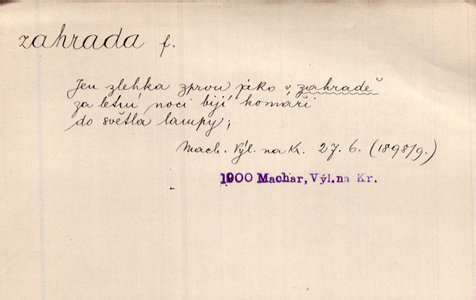 zahrada f.
Jen zlehka zprvu jako v zahradě
za letní noci bijí komáři
do světla lampy;
Mach. Výl. na Kr. 27. 6. (1898/9.)
1900 Machar, Výl. na Kr.